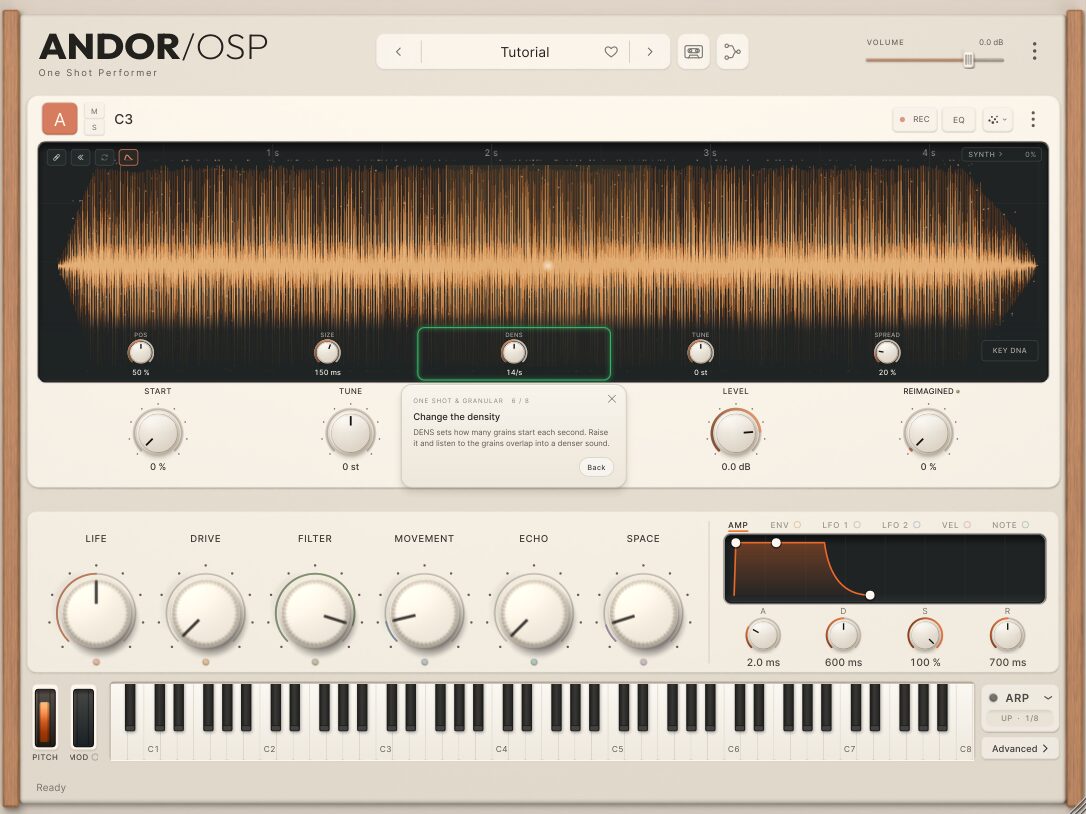 ANDOR/OSP
One Shot Performer
Tutorial
VOLUME 0.0 dB
A
M
S
C3
REC
EQ
1 s 2 s 3 s 4 s
SYNTH > 0%
POS SIZE DENS TUNE SPREAD
50 % 150 ms 14/s 0 st 20 %
KEY DNA
START TUNE LEVEL REIMAGINED
0 % 0 st 0.0 dB 0 %
ONE SHOT & GRANULAR 6 / 8
Change the density
DENS sets how many grains start each second. Raise
it and listen to the grains overlap into a denser sound.
Back
LIFE DRIVE FILTER MOVEMENT ECHO SPACE
AMP ENV LFO 1 LFO 2 VEL NOTE
A D S R
2.0 ms 600 ms 100 % 700 ms
PITCH MOD
C1 C2 C3 C4 C5 C6 C7 C8
ARP
UP · 1/8
Advanced >
Ready